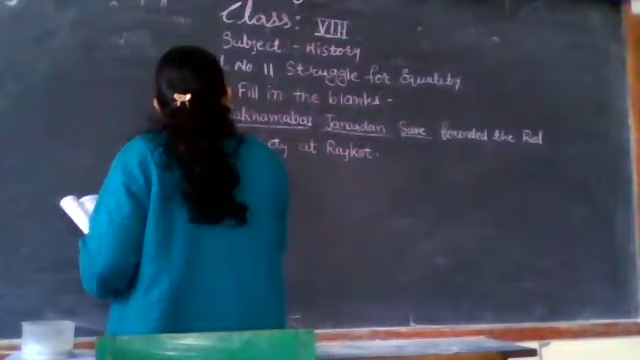 Class: VIII
Subject :- History
L. No 11 Struggle for Equality
Fill in the blanks -
Janardan Save founded the Red
at Rajkot.